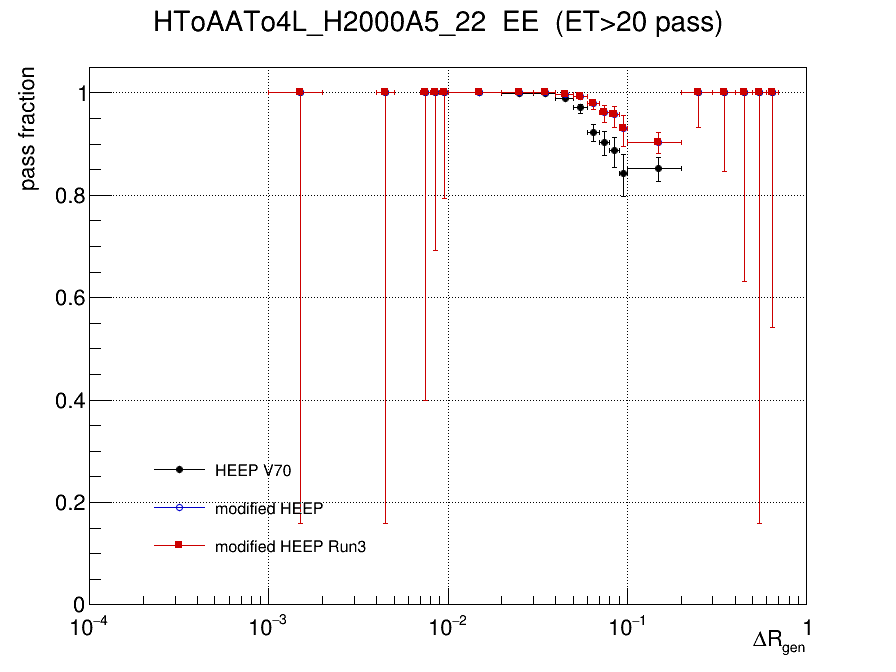 HToAATo4L_H2000A5_22 EE (ET>20 pass)
pass fraction
1
0.8
0.6
0.4
0.2
0
HEEP V70
modified HEEP
modified HEEP Run3
10⁻⁴ 10⁻³ 10⁻² 10⁻¹ 1
ΔR_gen